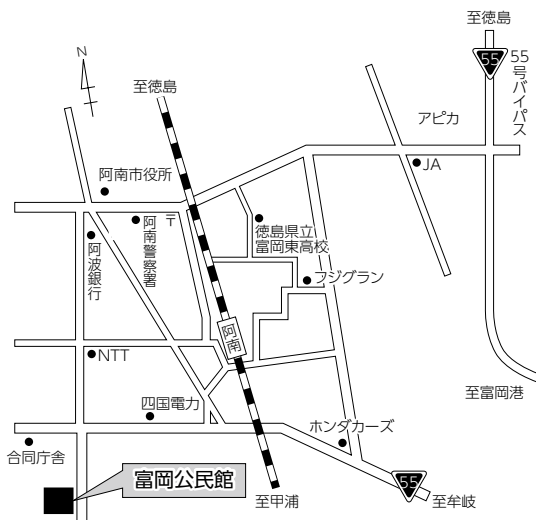 至徳島
55
55号バイパス
N
至徳島
アピカ
JA
阿南市役所
〒
阿南警察署
阿波銀行
徳島県立
富岡東高校
フジグラン
阿南
NTT
至富岡港
四国電力
ホンダカーズ
合同庁舎
富岡公民館
至甲浦
55
至牟岐